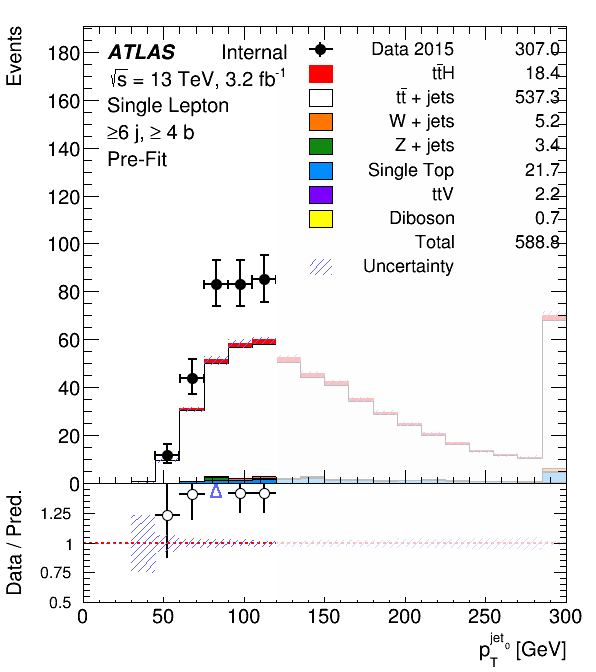 Events
180
160
140
120
100
80
60
40
20
0
ATLAS Internal
√s = 13 TeV, 3.2 fb⁻¹
Single Lepton
≥6 j, ≥ 4 b
Pre-Fit
Data 2015 307.0
tt̄H 18.4
tt̄ + jets 537.3
W + jets 5.2
Z + jets 3.4
Single Top 21.7
ttV 2.2
Diboson 0.7
Total 588.8
Uncertainty
Data / Pred.
1.25
1
0.75
0.5
0 50 100 150 200 250 300
p_T^{jet_0} [GeV]